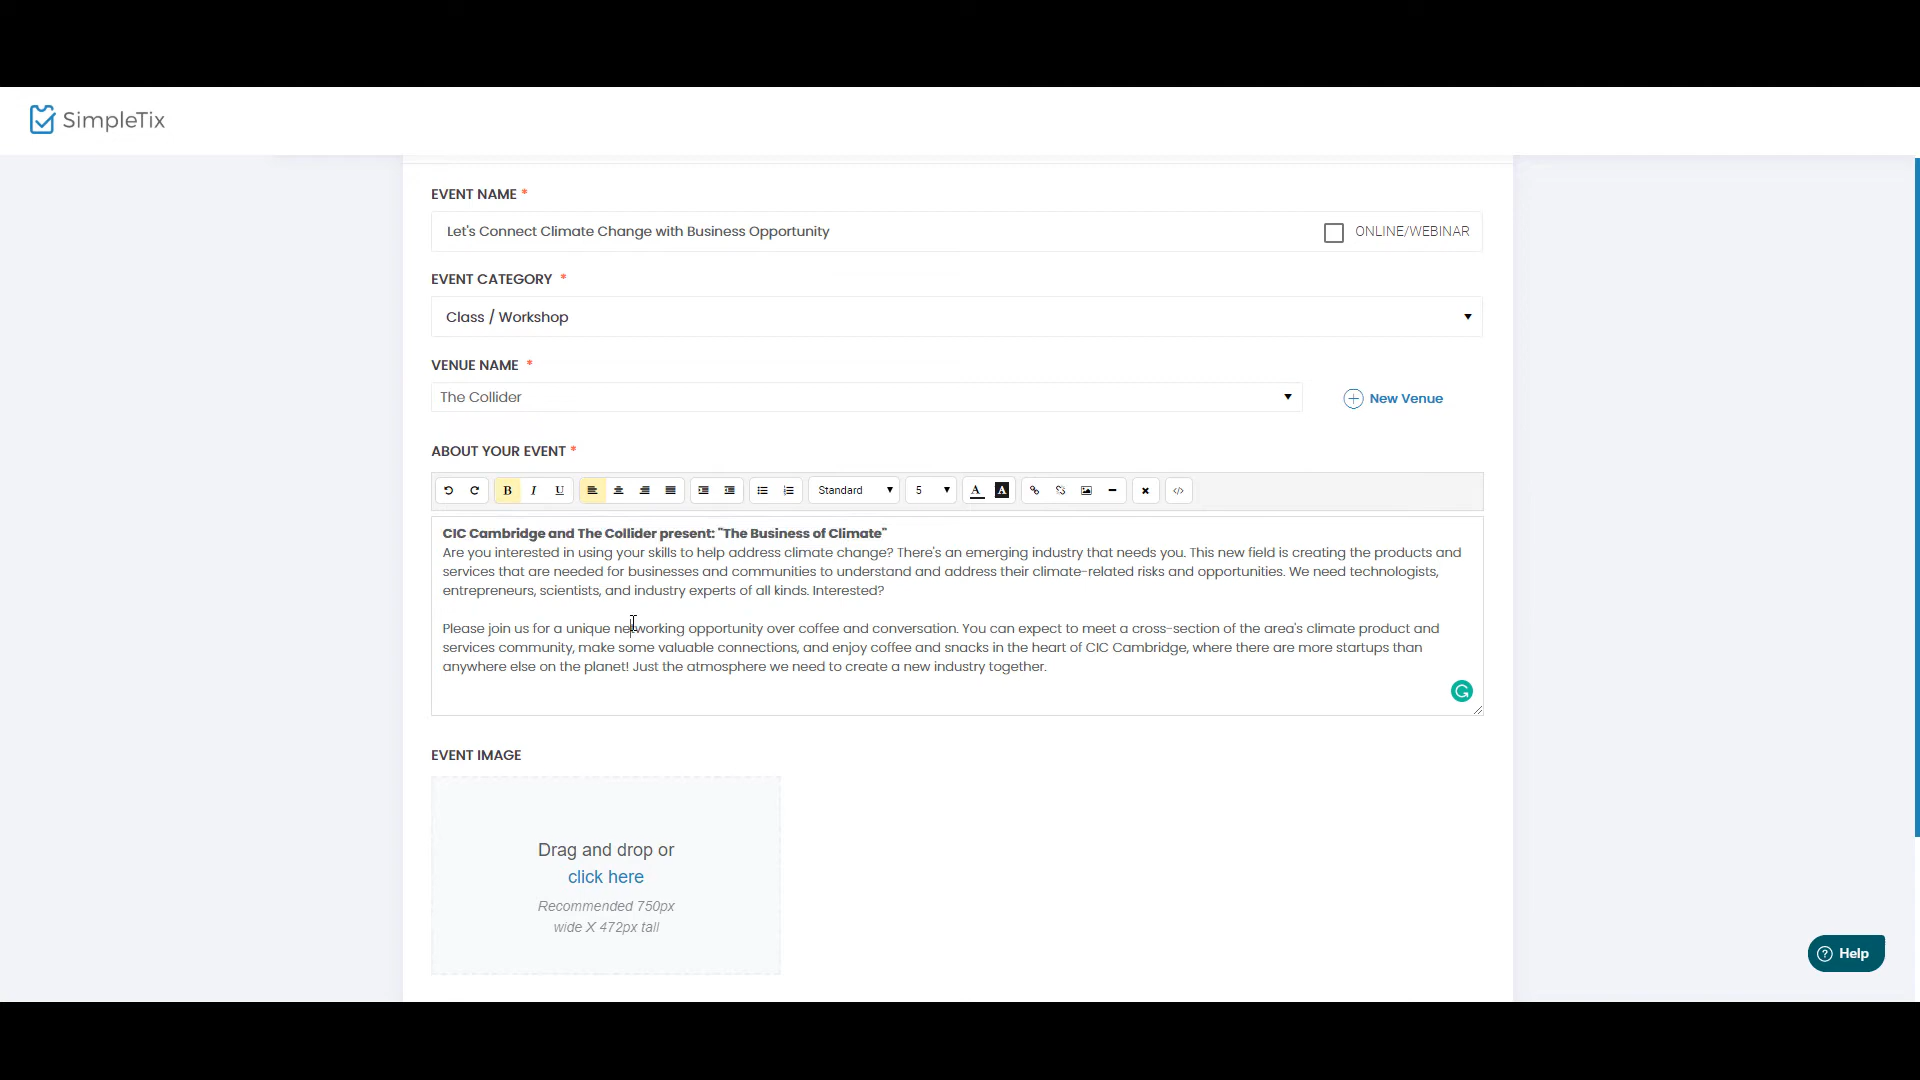 SimpleTix
EVENT NAME *
Let's Connect Climate Change with Business Opportunity
ONLINE/WEBINAR
EVENT CATEGORY *
Class / Workshop
VENUE NAME *
The Collider
New Venue
ABOUT YOUR EVENT *
B I U Standard 5 A A
CIC Cambridge and The Collider present: "The Business of Climate"
Are you interested in using your skills to help address climate change? There's an emerging industry that needs you. This new field is creating the products and
services that are needed for businesses and communities to understand and address their climate-related risks and opportunities. We need technologists,
entrepreneurs, scientists, and industry experts of all kinds. Interested?
Please join us for a unique networking opportunity over coffee and conversation. You can expect to meet a cross-section of the area's climate product and
services community, make some valuable connections, and enjoy coffee and snacks in the heart of CIC Cambridge, where there are more startups than
anywhere else on the planet! Just the atmosphere we need to create a new industry together.
EVENT IMAGE
Drag and drop or
click here
Recommended 750px
wide X 472px tall
Help